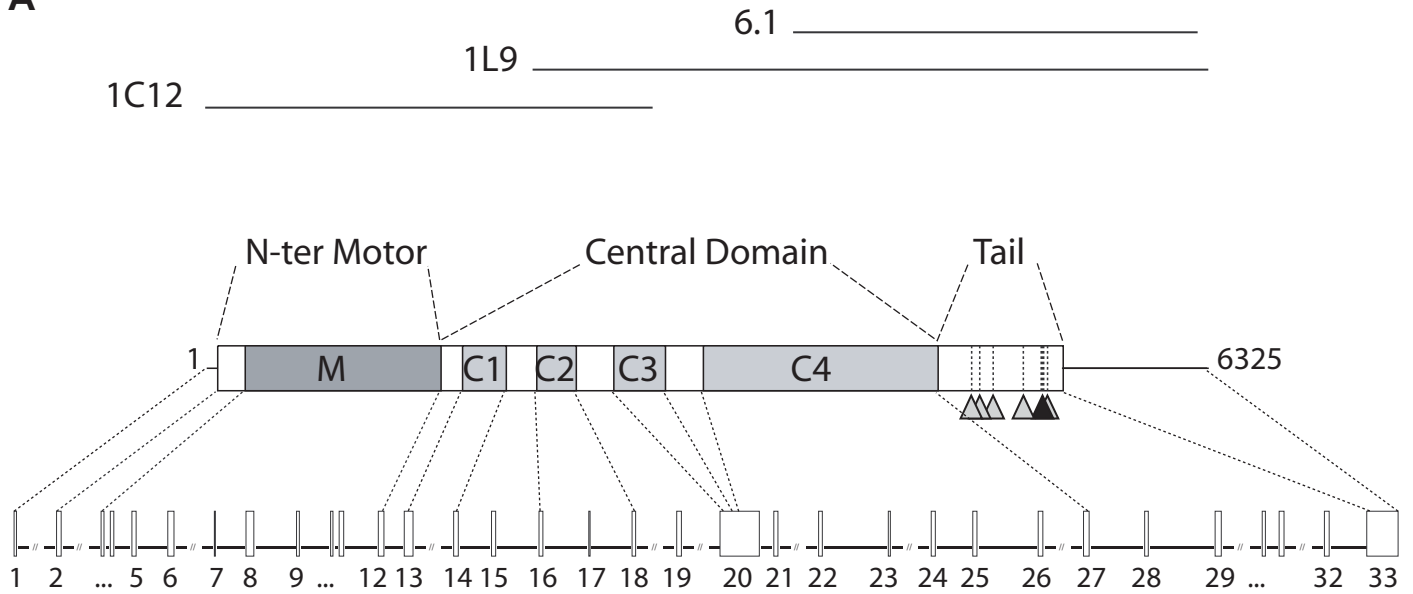 A
6.1
1L9
1C12
N-ter Motor Central Domain Tail
1 M C1 C2 C3 C4 6325
// // // // // // // // // //
1 2 ... 5 6 7 8 9 ... 12 13 14 15 16 17 18 19 20 21 22 23 24 25 26 27 28 29 ... 32 33